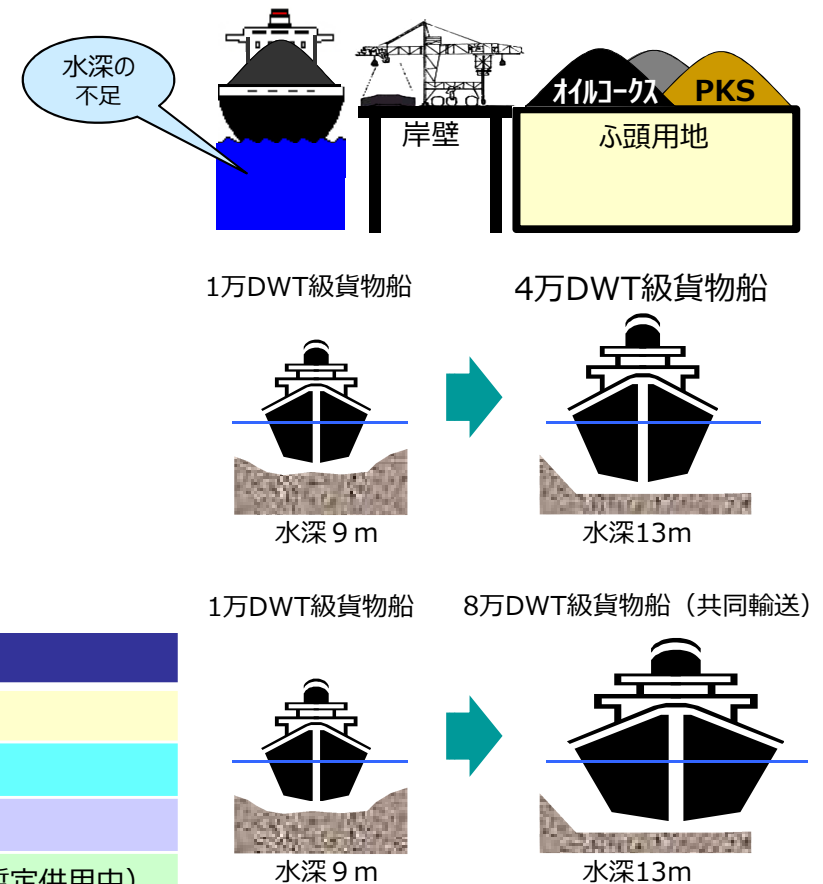 水深の
不足
オイルコークス
PKS
岸壁
ふ頭用地
1万DWT級貨物船
4万DWT級貨物船
水深９ｍ
水深13m
1万DWT級貨物船
8万DWT級貨物船（共同輸送）
水深９ｍ
水深13m
定供用中）